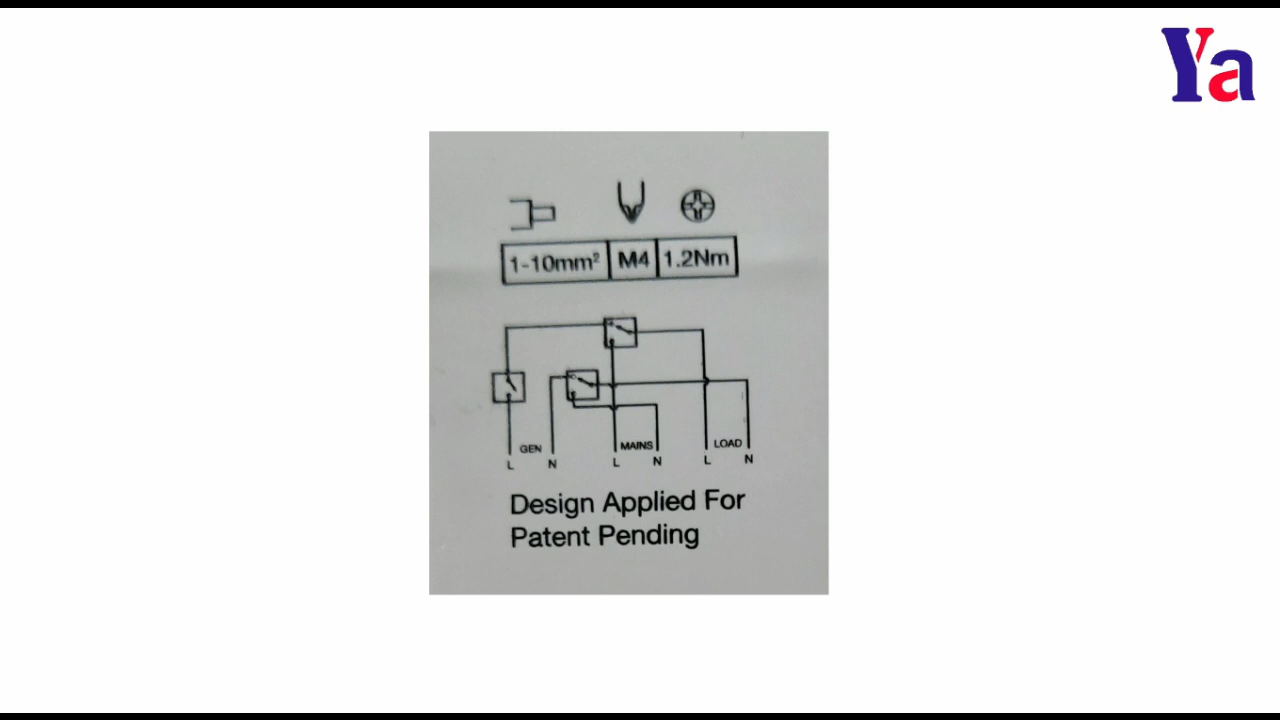 Ya
1-10mm² M4 1.2Nm
GEN MAINS LOAD
L N L N L N
Design Applied For
Patent Pending